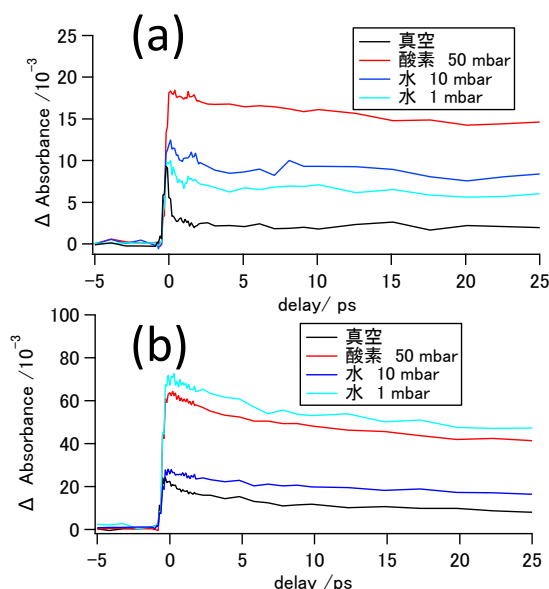 (a)
25
20
15
10
5
0
Δ Absorbance /10⁻³
真空
酸素 50 mbar
水 10 mbar
水 1 mbar
-5 0 5 10 15 20 25
delay/ ps
(b)
100
80
60
40
20
0
Δ Absorbance /10⁻³
真空
酸素 50 mbar
水 10 mbar
水 1 mbar
-5 0 5 10 15 20 25
delay /ps